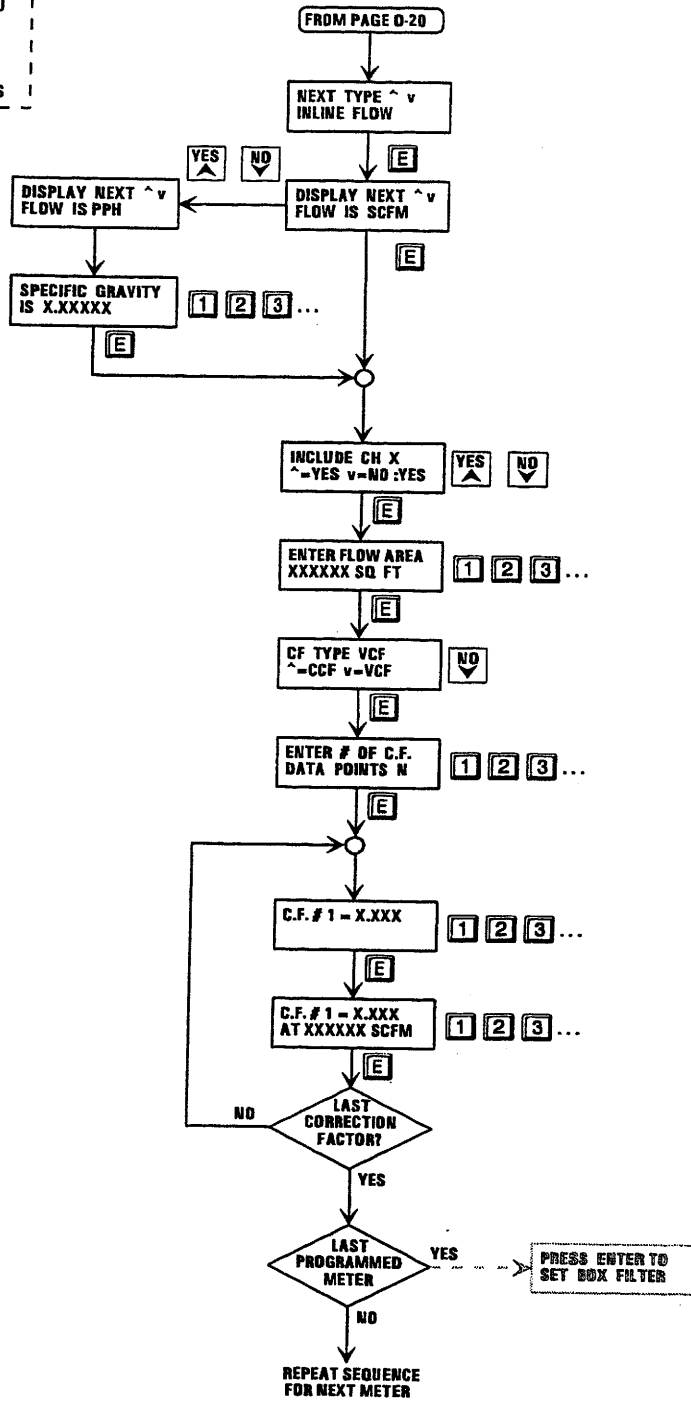 S
FROM PAGE D-20
NEXT TYPE ^ v
INLINE FLOW
E
YES NO
DISPLAY NEXT ^ v
FLOW IS PPH
DISPLAY NEXT ^ v
FLOW IS SCFM
E
SPECIFIC GRAVITY
IS X.XXXXX
1 2 3 ...
E
INCLUDE CH X
^=YES v=NO :YES
YES NO
E
ENTER FLOW AREA
XXXXXX SQ FT
1 2 3 ...
E
CF TYPE VCF
^=CCF v=VCF
NO
E
ENTER # OF C.F.
DATA POINTS N
1 2 3 ...
E
C.F. # 1 = X.XXX
1 2 3 ...
E
C.F. # 1 = X.XXX
AT XXXXXX SCFM
1 2 3 ...
E
NO
LAST
CORRECTION
FACTOR?
YES
LAST
PROGRAMMED
METER
YES
PRESS ENTER TO
SET BOX FILTER
NO
REPEAT SEQUENCE
FOR NEXT METER